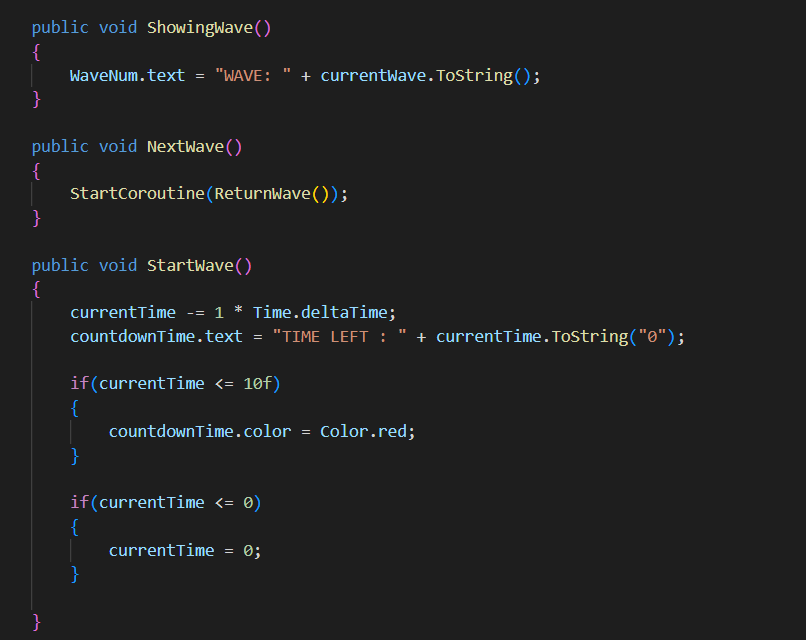 public void ShowingWave()
{
    WaveNum.text = "WAVE: " + currentWave.ToString();
}

public void NextWave()
{
    StartCoroutine(ReturnWave());
}

public void StartWave()
{
    currentTime -= 1 * Time.deltaTime;
    countdownTime.text = "TIME LEFT : " + currentTime.ToString("0");

    if(currentTime <= 10f)
    {
        countdownTime.color = Color.red;
    }

    if(currentTime <= 0)
    {
        currentTime = 0;
    }

}